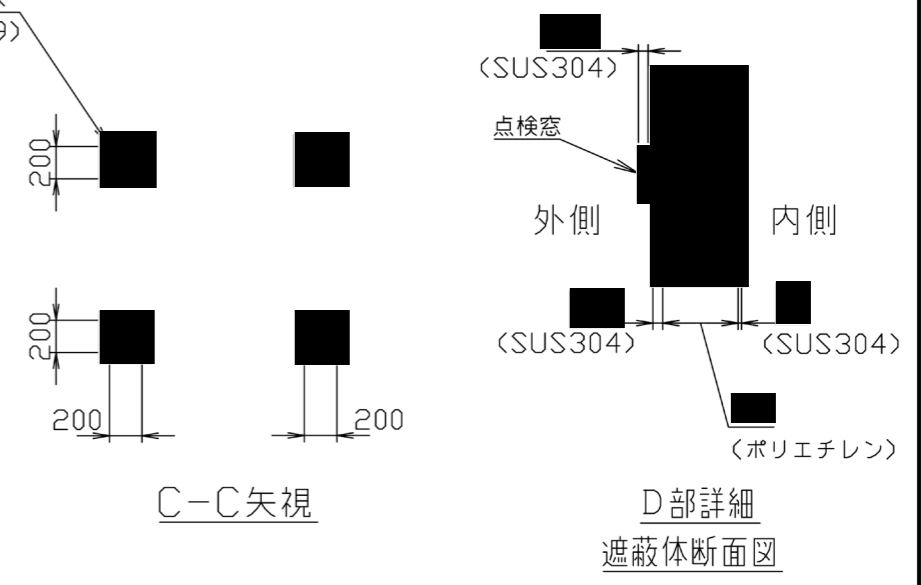 9)
200
200
200
200
C-C矢視
(SUS304)
点検窓
外側
内側
(SUS304)
(SUS304)
(ポリエチレン)
D部詳細
遮蔽体断面図